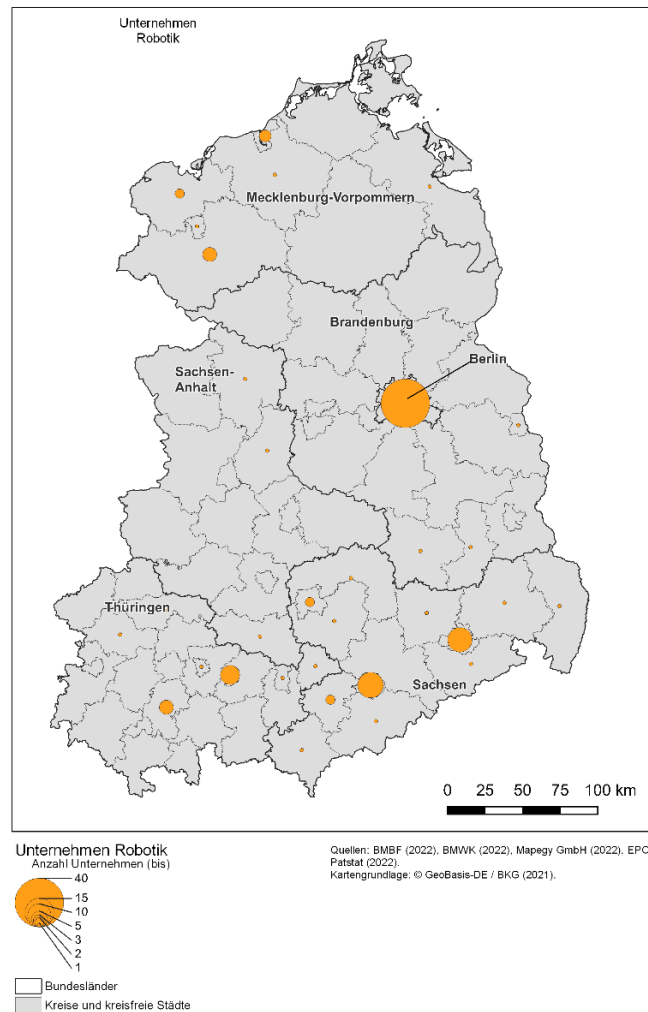 Unternehmen
Robotik
Mecklenburg-Vorpommern
Brandenburg
Berlin
Sachsen-
Anhalt
Thüringen
Sachsen
0 25 50 75 100 km
Unternehmen Robotik
Anzahl Unternehmen (bis)
40
15
10
5
3
2
1
Bundesländer
Kreise und kreisfreie Städte
Quellen: BMBF (2022), BMWK (2022), Mapegy GmbH (2022), EPO
Patstat (2022).
Kartengrundlage: © GeoBasis-DE / BKG (2021).